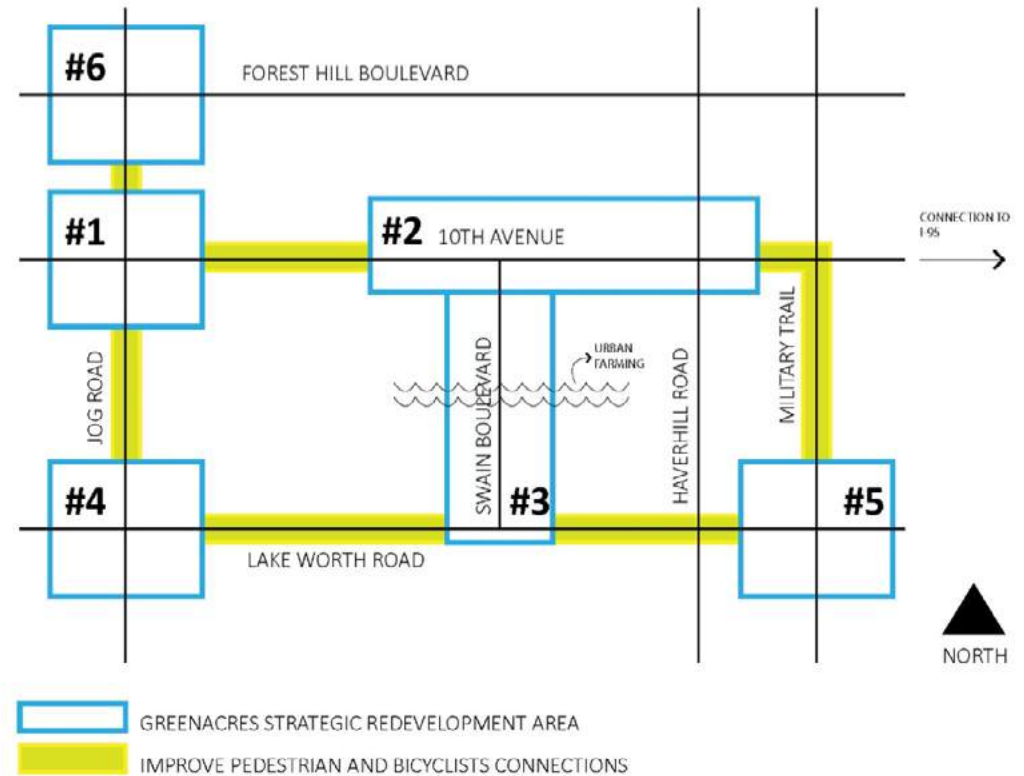 #6
FOREST HILL BOULEVARD
#1
#2 10TH AVENUE
CONNECTION TO
I-95
JOG ROAD
SWAIN BOULEVARD
URBAN
FARMING
HAVERHILL ROAD
MILITARY TRAIL
#4
#3
#5
LAKE WORTH ROAD
NORTH
GREENACRES STRATEGIC REDEVELOPMENT AREA
IMPROVE PEDESTRIAN AND BICYCLISTS CONNECTIONS